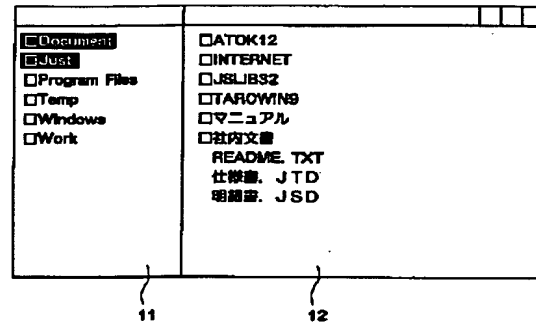 □Document
□Just
□Program Files
□Temp
□Windows
□Work
□ATOK12
□INTERNET
□JSLIB32
□TAROWIN9
□マニュアル
□社内文書
README. TXT
仕様書. JTD
明細書. JSD
11
12